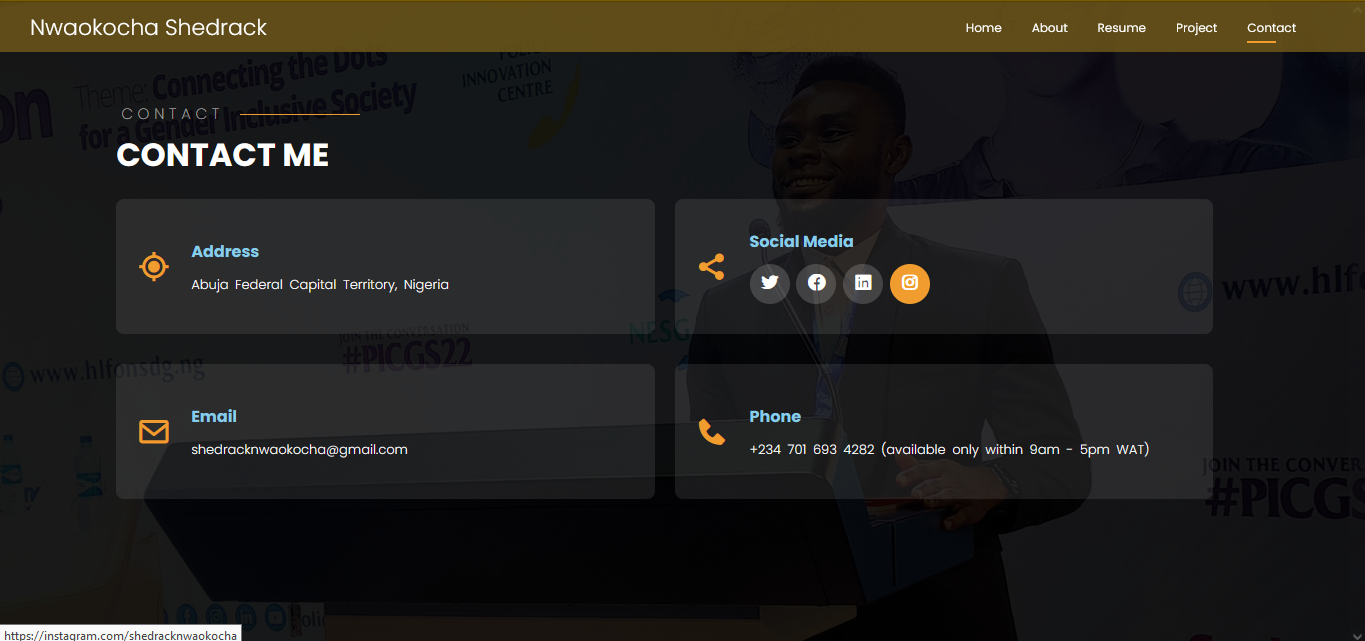 Nwaokocha Shedrack
Home About Resume Project Contact
Theme: Connecting the Dots
for a Gender Inclusive Society
INNOVATION
CENTRE
CONTACT
CONTACT ME
Address
Abuja Federal Capital Territory, Nigeria
Social Media
www.hlf
NESG
JOIN THE CONVERSATION
#PICGS22
www.hlfonsdg.ng
Email
shedracknwaokocha@gmail.com
Phone
+234 701 693 4282 (available only within 9am - 5pm WAT)
JOIN THE CONVER
#PICGS
https://instagram.com/shedracknwaokocha